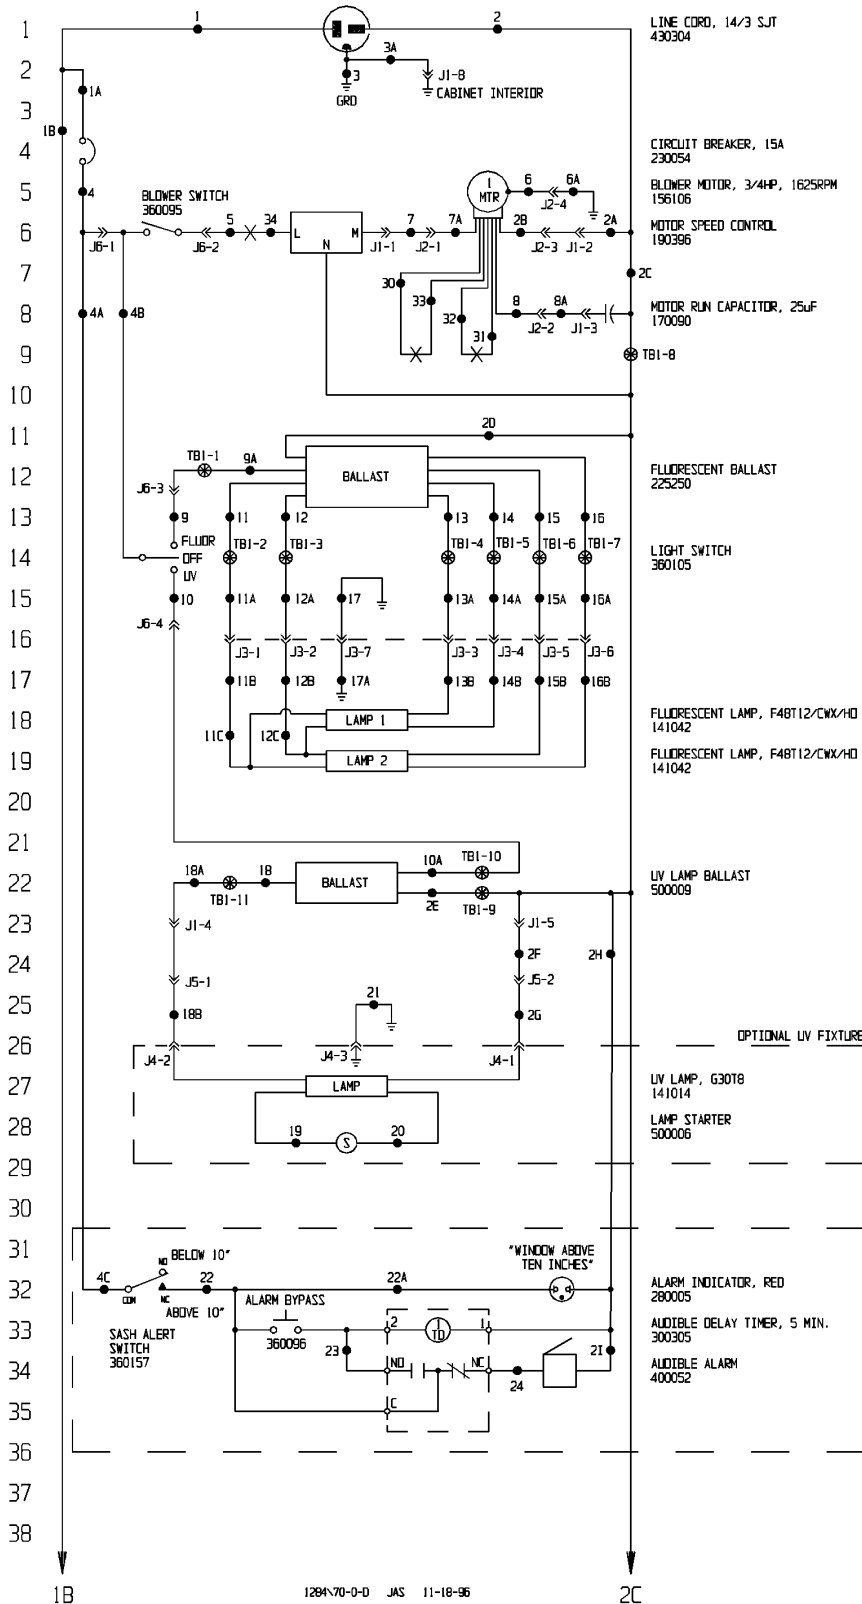 1 1 2 LINE CORD, 14/3 SJT
430304
3A
2 3 J1-8
1A GRD CABINET INTERIOR
3
1B
4 CIRCUIT BREAKER, 15A
230054
5 4 BLOWER SWITCH 1 6 6A BLOWER MOTOR, 3/4HP, 1625RPM
360095 MTR J2-4 156106
6 5 34 L M 7 7A 2B 2A MOTOR SPEED CONTROL
J6-1 J6-2 N J1-1 J2-1 J2-3 J1-2 190396
7 30 2C
33
8 4A 4B 32 8 8A MOTOR RUN CAPACITOR, 25uF
31 J2-2 J1-3 170090
9 TB1-8
10
11 2D
12 TB1-1 9A BALLAST FLUORESCENT BALLAST
J6-3 225250
13 9 11 12 13 14 15 16
FLUOR TB1-2 TB1-3 TB1-4 TB1-5 TB1-6 TB1-7
14 OFF LIGHT SWITCH
UV 360105
15 10 11A 12A 17 13A 14A 15A 16A
J6-4
16 J3-1 J3-2 J3-7 J3-3 J3-4 J3-5 J3-6
17 11B 12B 17A 13B 14B 15B 16B
18 LAMP 1 FLUORESCENT LAMP, F48T12/CWX/HO
11C 12C 141042
19 LAMP 2 FLUORESCENT LAMP, F48T12/CWX/HO
141042
20
21
10A TB1-10
22 18A 18 BALLAST UV LAMP BALLAST
TB1-11 2E TB1-9 500009
23 J1-4 J1-5
24 2F 2H
J5-1 J5-2
25 18B 21 2G
26 OPTIONAL UV FIXTURE
J4-2 J4-3 J4-1
27 LAMP UV LAMP, G30T8
141014
28 19 S 20 LAMP STARTER
500006
29
30
31 NO BELOW 10" "WINDOW ABOVE
TEN INCHES"
32 4C 22 22A ALARM INDICATOR, RED
COM NC ABOVE 10" ALARM BYPASS 280005
33 SASH ALERT 2 1 TD 1 AUDIBLE DELAY TIMER, 5 MIN.
SWITCH 360096 300305
360157 23 2I
34 NO NC AUDIBLE ALARM
24 400052
35 C
36
37
38
1B 1284\70-0-D JAS 11-18-96 2C